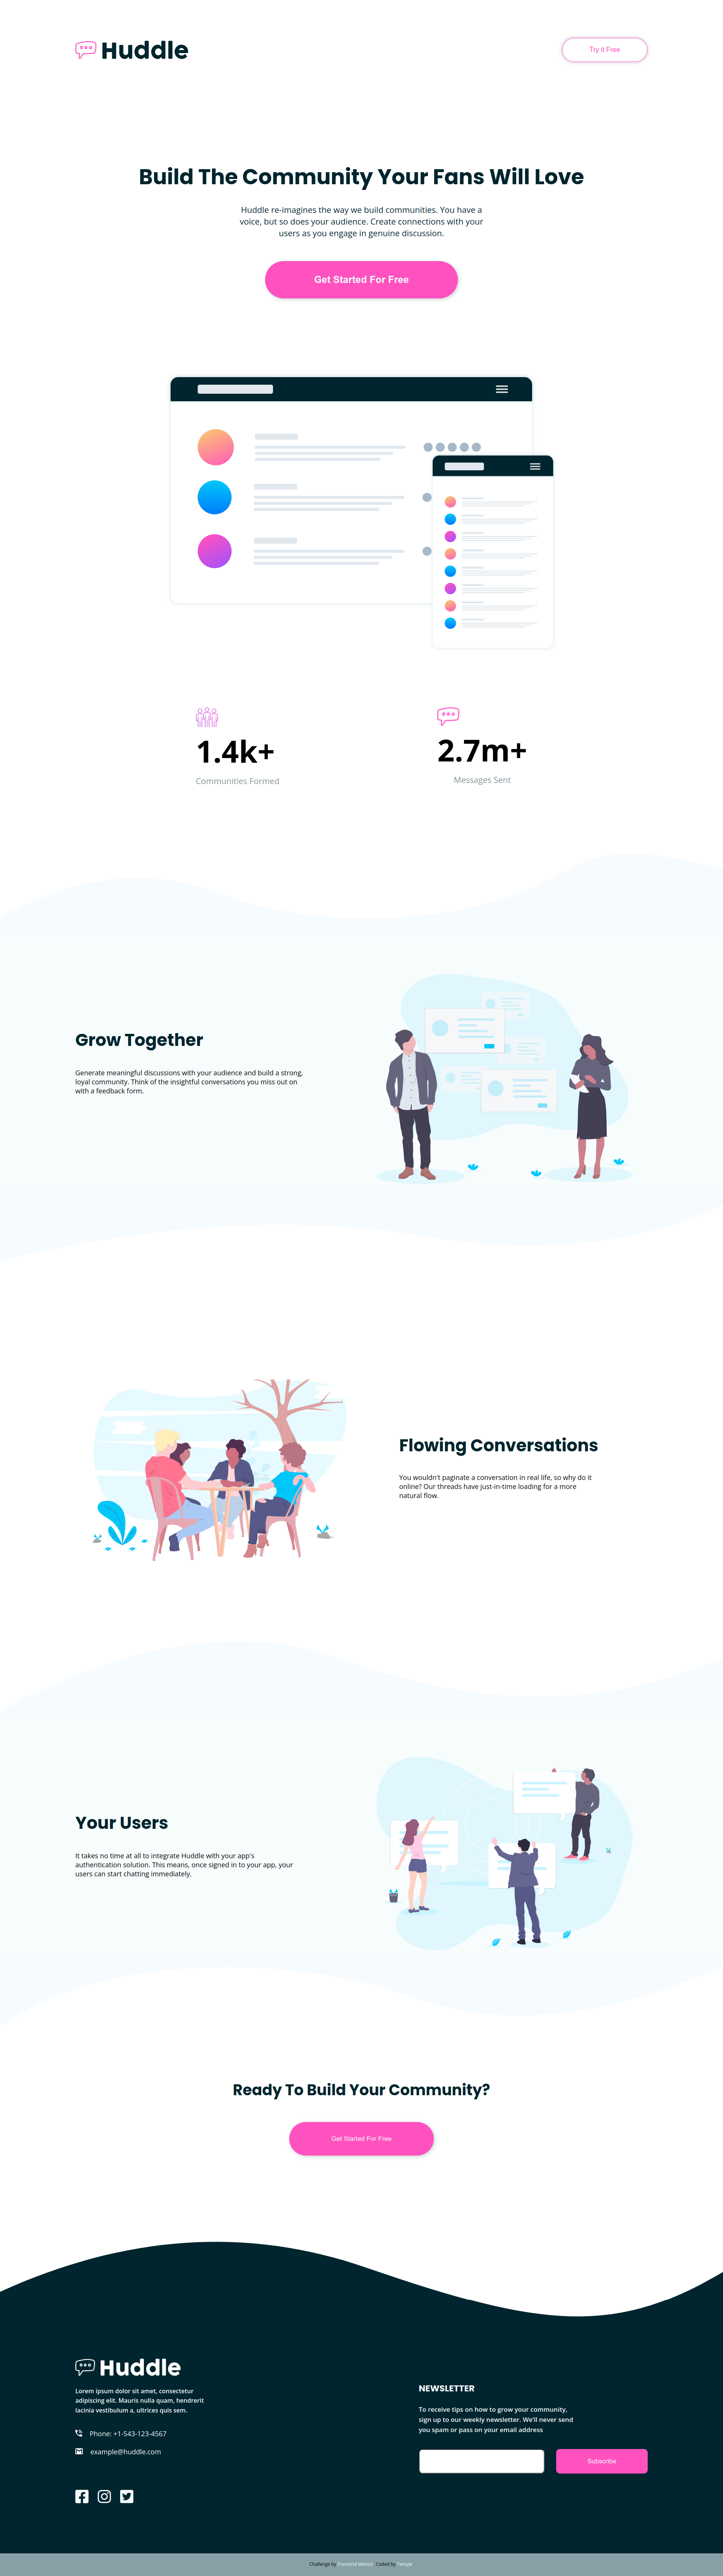 Huddle
Try it Free
Build The Community Your Fans Will Love
Huddle re-imagines the way we build communities. You have a
voice, but so does your audience. Create connections with your
users as you engage in genuine discussion.
Get Started For Free
1.4k+
Communities Formed
2.7m+
Messages Sent
Grow Together
Generate meaningful discussions with your audience and build a strong,
loyal community. Think of the insightful conversations you miss out on
with a feedback form.
Flowing Conversations
You wouldn't paginate a conversation in real life, so why do it
online? Our threads have just-in-time loading for a more
natural flow.
Your Users
It takes no time at all to integrate Huddle with your app's
authentication solution. This means, once signed in to your app, your
users can start chatting immediately.
Ready To Build Your Community?
Get Started For Free
Huddle
Lorem ipsum dolor sit amet, consectetur
adipiscing elit. Mauris nulla quam, hendrerit
lacinia vestibulum a, ultrices quis sem.
Phone: +1-543-123-4567
example@huddle.com
NEWSLETTER
To receive tips on how to grow your community,
sign up to our weekly newsletter. We'll never send
you spam or pass on your email address
Subscribe
Challenge by Frontend Mentor. Coded by